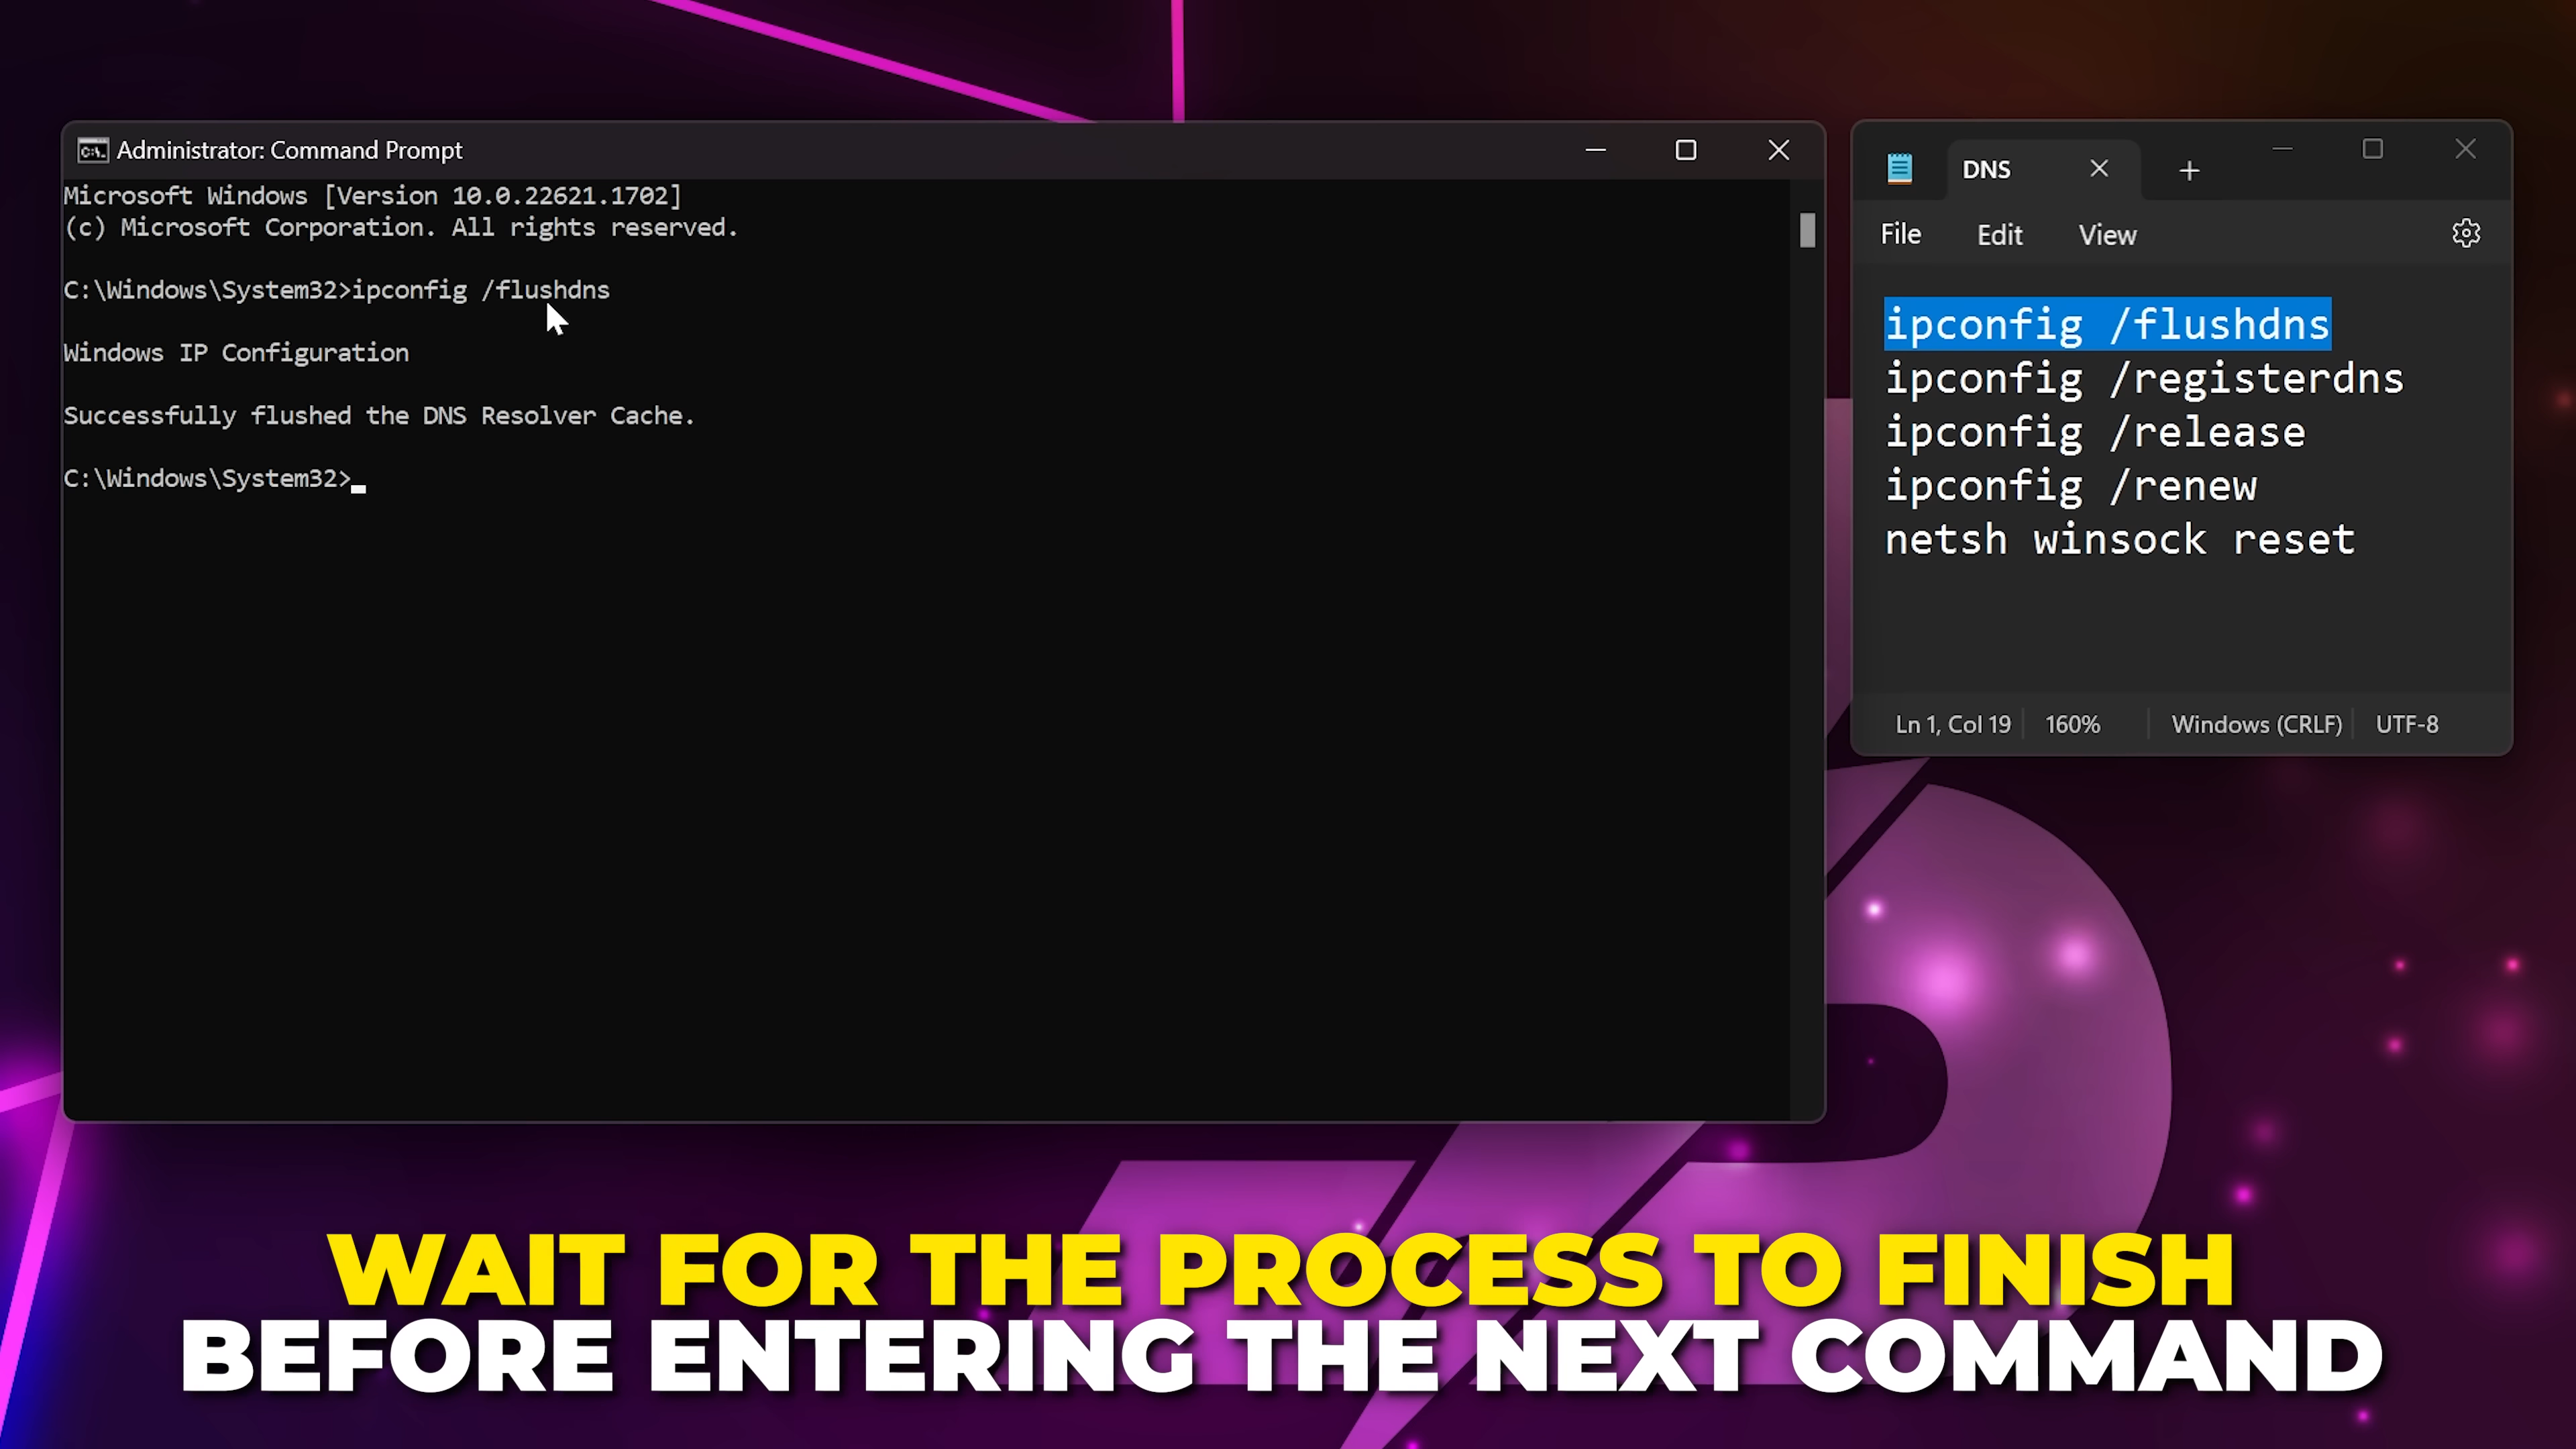 Administrator: Command Prompt
Microsoft Windows [Version 10.0.22621.1702]
(c) Microsoft Corporation. All rights reserved.
C:\Windows\System32>ipconfig /flushdns
Windows IP Configuration
Successfully flushed the DNS Resolver Cache.
C:\Windows\System32>
DNS
File Edit View
ipconfig /flushdns
ipconfig /registerdns
ipconfig /release
ipconfig /renew
netsh winsock reset
Ln 1, Col 19 160% Windows (CRLF) UTF-8
WAIT FOR THE PROCESS TO FINISH
BEFORE ENTERING THE NEXT COMMAND